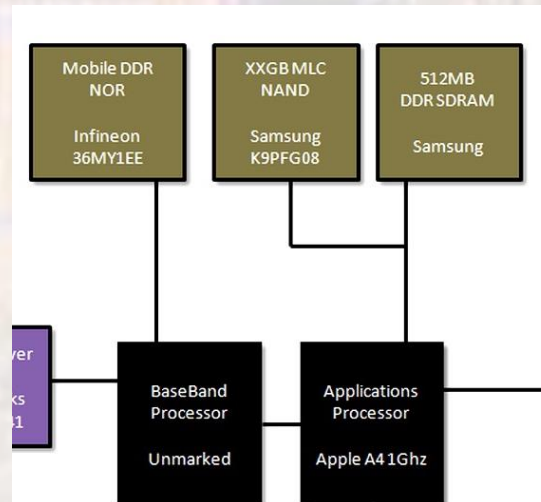 Mobile DDR
NOR
Infineon
36MY1EE
XXGB MLC
NAND
Samsung
K9PFG08
512MB
DDR SDRAM
Samsung
BaseBand
Processor
Unmarked
Applications
Processor
Apple A4 1Ghz